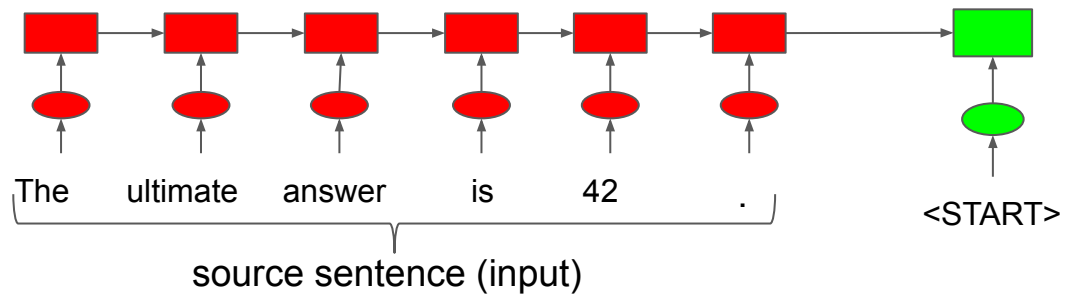 The ultimate answer is 42 .
<START>
source sentence (input)